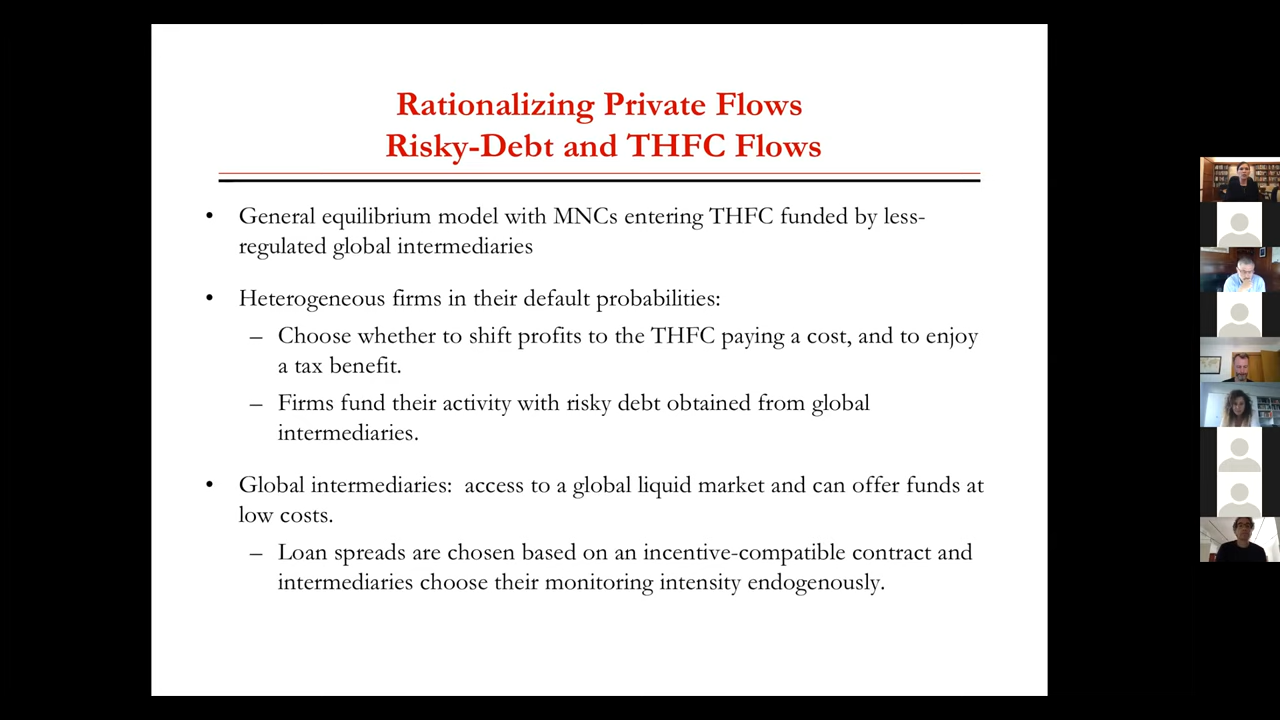 Rationalizing Private Flows
Risky-Debt and THFC Flows
• General equilibrium model with MNCs entering THFC funded by less-
regulated global intermediaries
• Heterogeneous firms in their default probabilities:
– Choose whether to shift profits to the THFC paying a cost, and to enjoy
a tax benefit.
– Firms fund their activity with risky debt obtained from global
intermediaries.
• Global intermediaries: access to a global liquid market and can offer funds at
low costs.
– Loan spreads are chosen based on an incentive-compatible contract and
intermediaries choose their monitoring intensity endogenously.